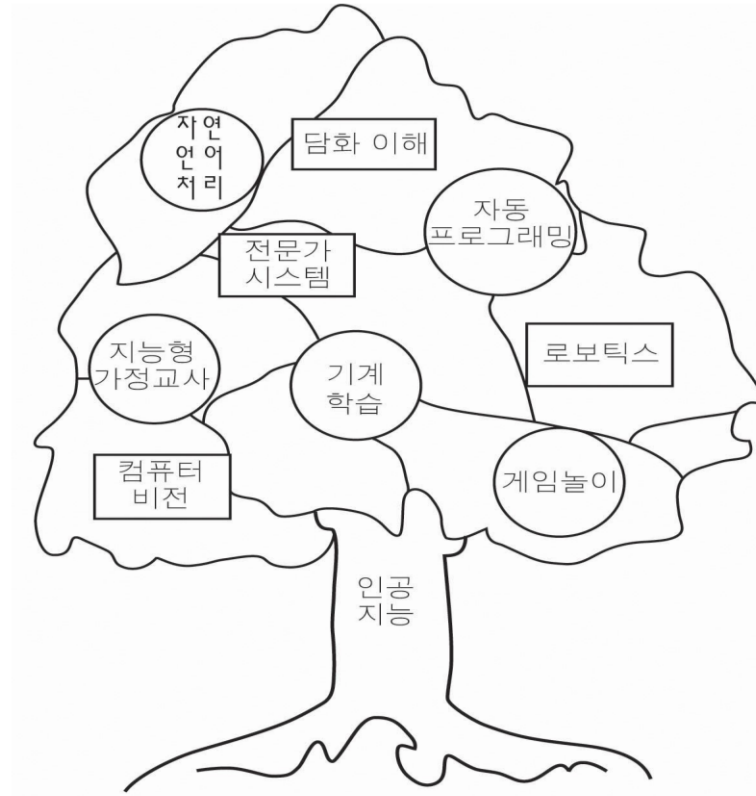 자연
언어
처리
담화 이해
자동
프로그래밍
전문가
시스템
로보틱스
지능형
가정교사
기계
학습
컴퓨터
비전
게임놀이
인공
지능